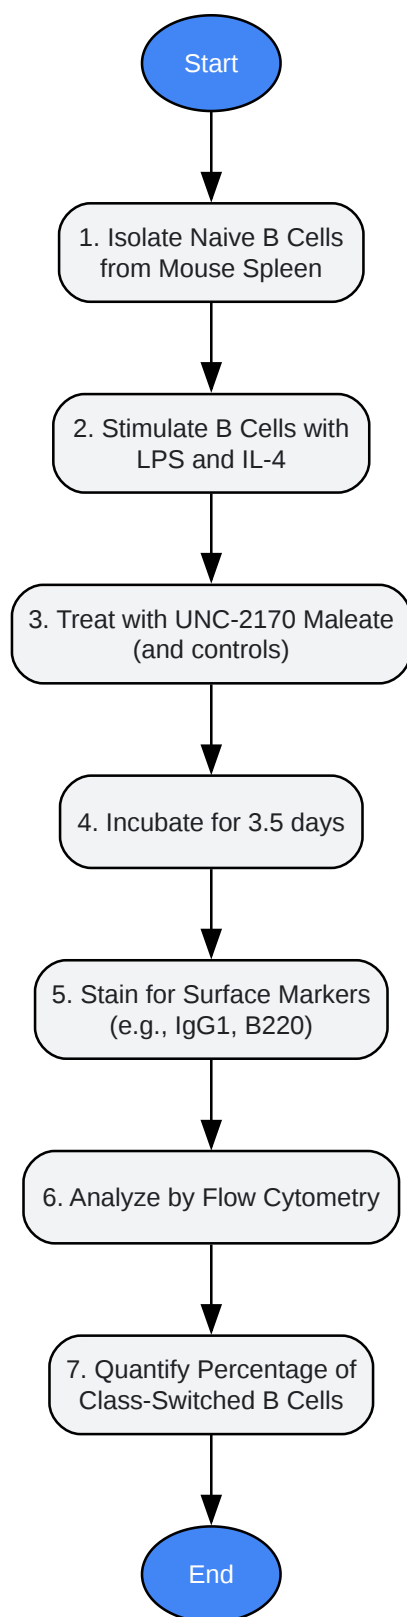 Start
1. Isolate Naive B Cells
from Mouse Spleen
2. Stimulate B Cells with
LPS and IL-4
3. Treat with UNC-2170 Maleate
(and controls)
4. Incubate for 3.5 days
5. Stain for Surface Markers
(e.g., IgG1, B220)
6. Analyze by Flow Cytometry
7. Quantify Percentage of
Class-Switched B Cells
End